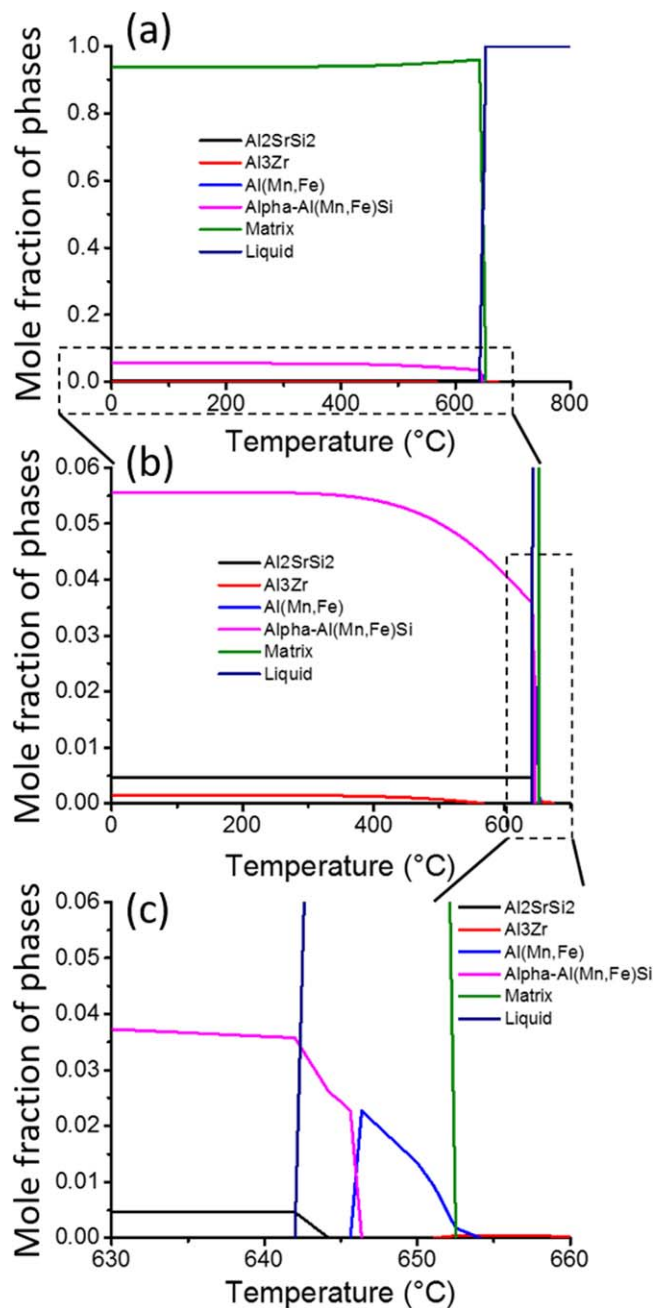 (a)
Mole fraction of phases
1.0
0.8
0.6
0.4
0.2
0.0
Al2SrSi2
Al3Zr
Al(Mn,Fe)
Alpha-Al(Mn,Fe)Si
Matrix
Liquid
0 200 400 600 800
Temperature (°C)
(b)
Mole fraction of phases
0.06
0.05
0.04
0.03
0.02
0.01
0.00
Al2SrSi2
Al3Zr
Al(Mn,Fe)
Alpha-Al(Mn,Fe)Si
Matrix
Liquid
0 200 400 600
Temperature (°C)
(c)
Mole fraction of phases
0.06
0.05
0.04
0.03
0.02
0.01
0.00
Al2SrSi2
Al3Zr
Al(Mn,Fe)
Alpha-Al(Mn,Fe)Si
Matrix
Liquid
630 640 650 660
Temperature (°C)